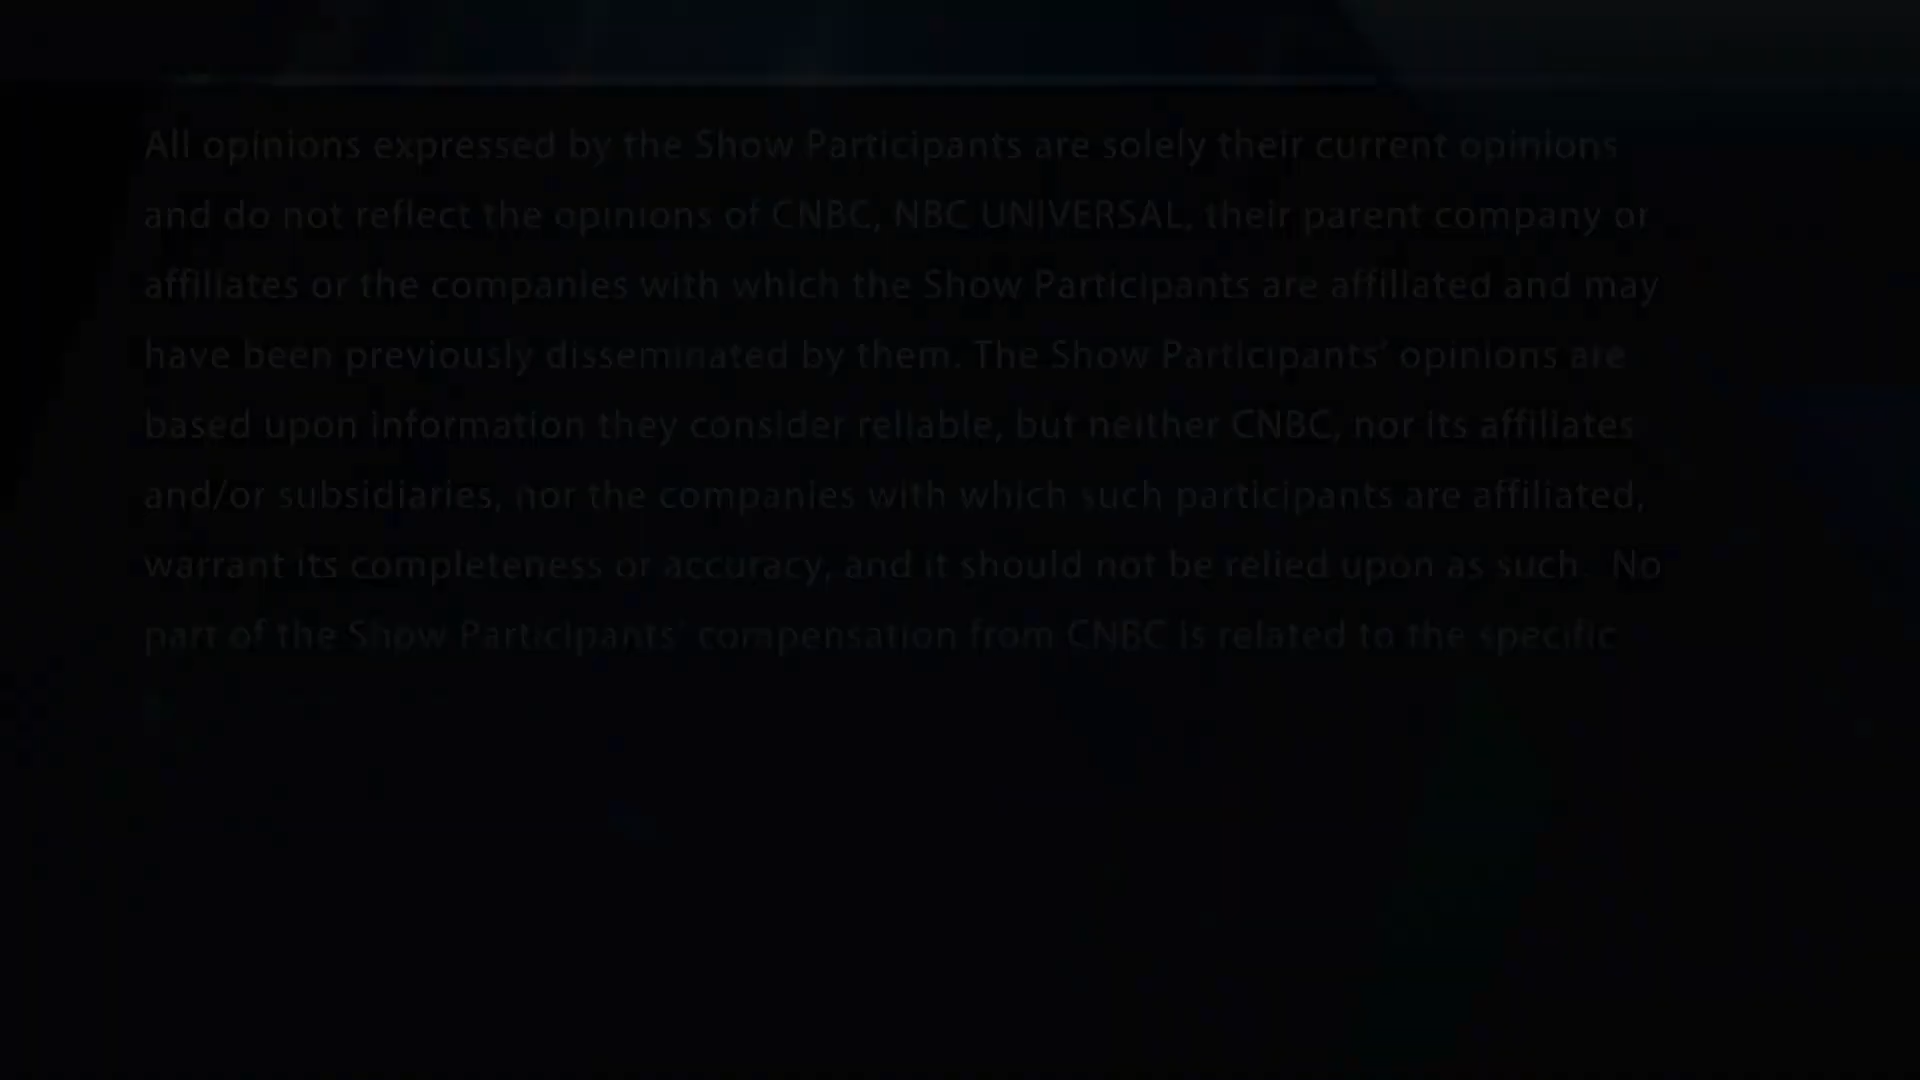 All opinions expressed by the Show Participants are solely their current opinions
and do not reflect the opinions of CNBC, NBC UNIVERSAL, their parent company or
affiliates or the companies with which the Show Participants are affiliated and may
have been previously disseminated by them. The Show Participants’ opinions are
based upon information they consider reliable, but neither CNBC, nor its affiliates
and/or subsidiaries, nor the companies with which such participants are affiliated,
warrant its completeness or accuracy, and it should not be relied upon as such. No
part of the Show Participants’ compensation from CNBC is related to the specific